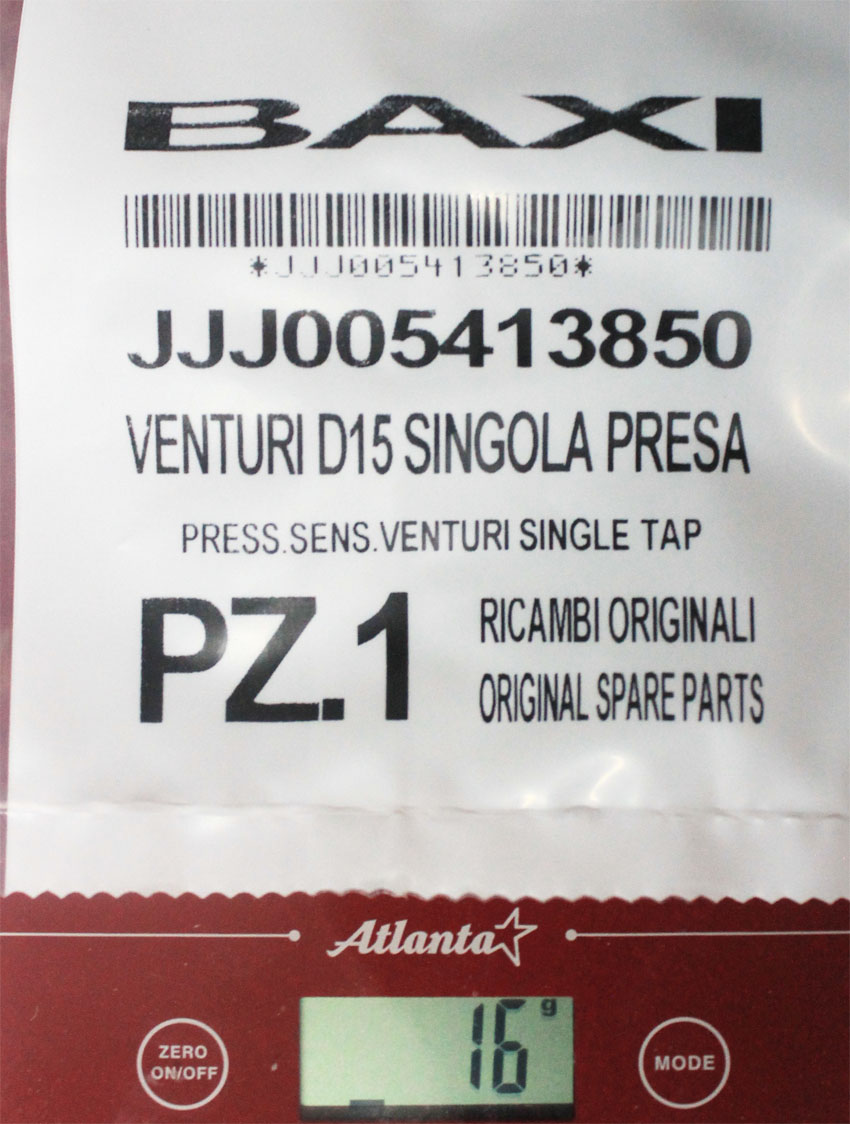 BAXI
*JJJ005413850*
JJJ005413850
VENTURI D15 SINGOLA PRESA
PRESS.SENS.VENTURI SINGLE TAP
PZ.1
RICAMBI ORIGINALI
ORIGINAL SPARE PARTS
Atlanta
ZERO
ON/OFF
16 g
MODE